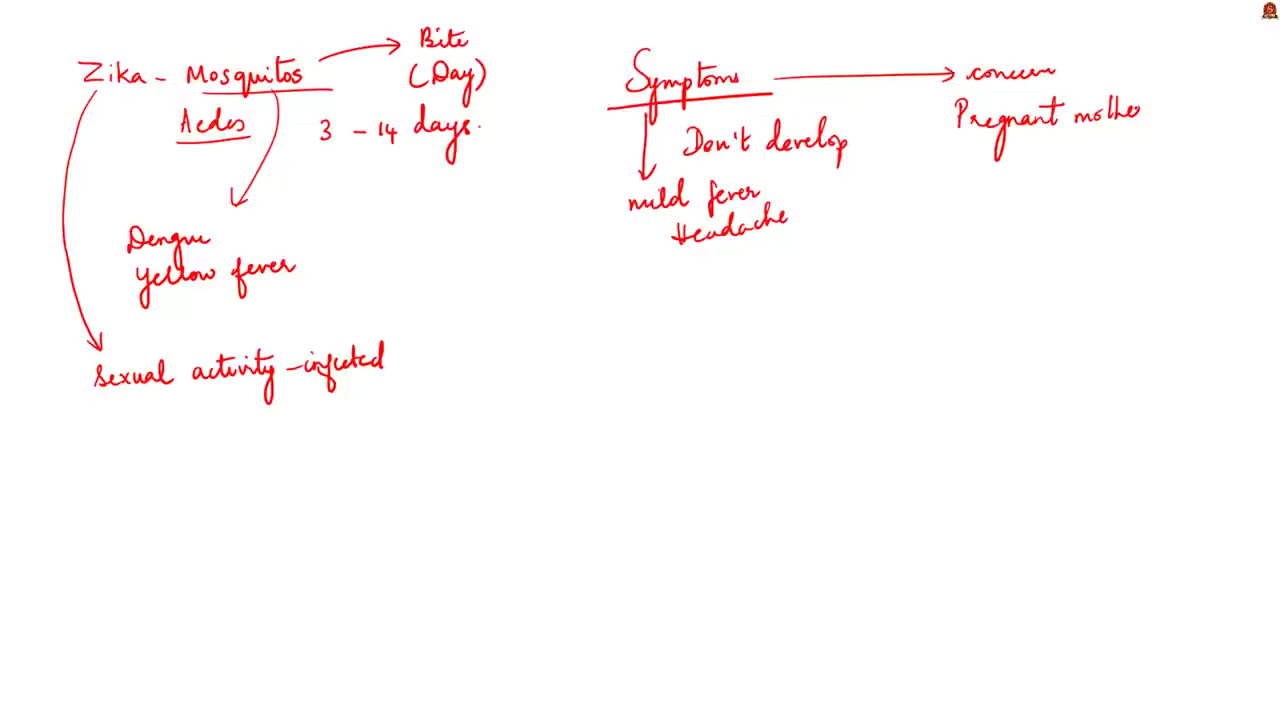 Zika - Mosquitos
Bite
(Day)
Aedes
3 - 14 days.
Dengue
Yellow fever
Sexual activity - infected
Symptoms
Don't develop
mild fever
Headache
concern
Pregnant mothe